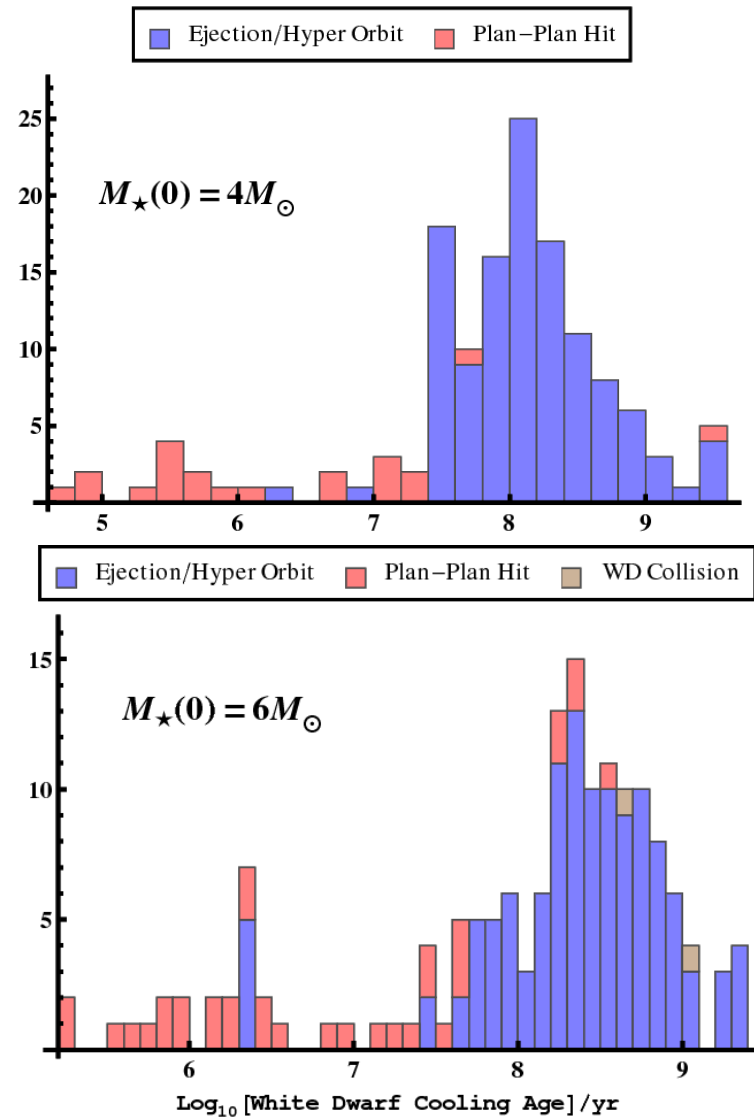 Ejection/Hyper Orbit Plan−Plan Hit
25
20
15
10
5
M★(0) = 4M⊙
5 6 7 8 9
Ejection/Hyper Orbit Plan−Plan Hit WD Collision
15
10
5
M★(0) = 6M⊙
6 7 8 9
Log₁₀[White Dwarf Cooling Age]/yr